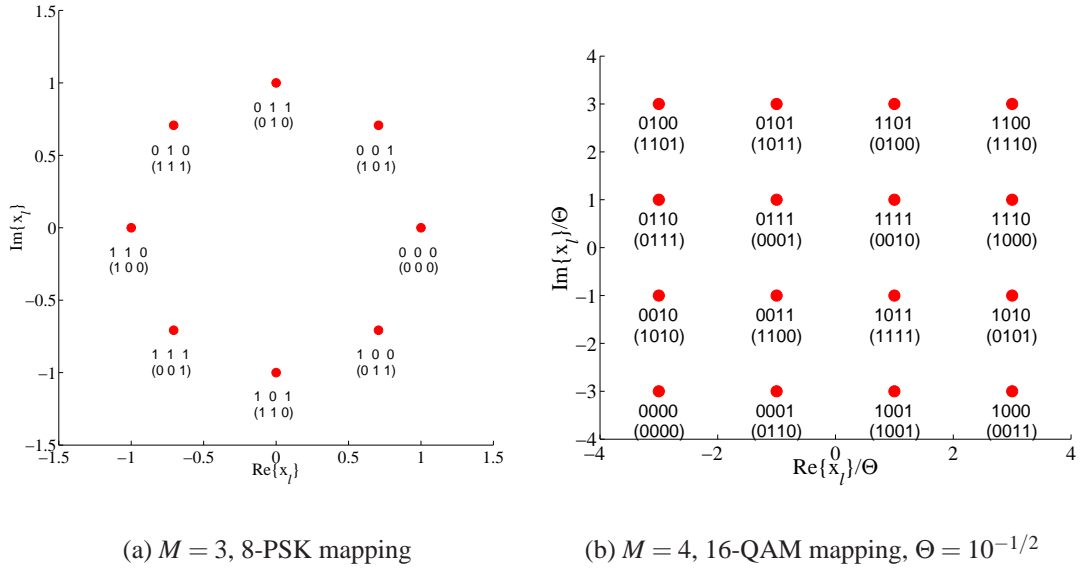 1.5
1
0.5
0
−0.5
−1
−1.5
Im{x_l}
0 1 1
(0 1 0)
0 1 0
(1 1 1)
0 0 1
(1 0 1)
1 1 0
(1 0 0)
0 0 0
(0 0 0)
1 1 1
(0 0 1)
1 0 0
(0 1 1)
1 0 1
(1 1 0)
−1.5 −1 −0.5 0 0.5 1 1.5
Re{x_l}
(a) M = 3, 8-PSK mapping
4
3
2
1
0
−1
−2
−3
−4
Im{x_l}/Θ
0100 0101 1101 1100
(1101) (1011) (0100) (1110)
0110 0111 1111 1110
(0111) (0001) (0010) (1000)
0010 0011 1011 1010
(1010) (1100) (1111) (0101)
0000 0001 1001 1000
(0000) (0110) (1001) (0011)
−4 −2 0 2 4
Re{x_l}/Θ
(b) M = 4, 16-QAM mapping, Θ = 10^{−1/2}